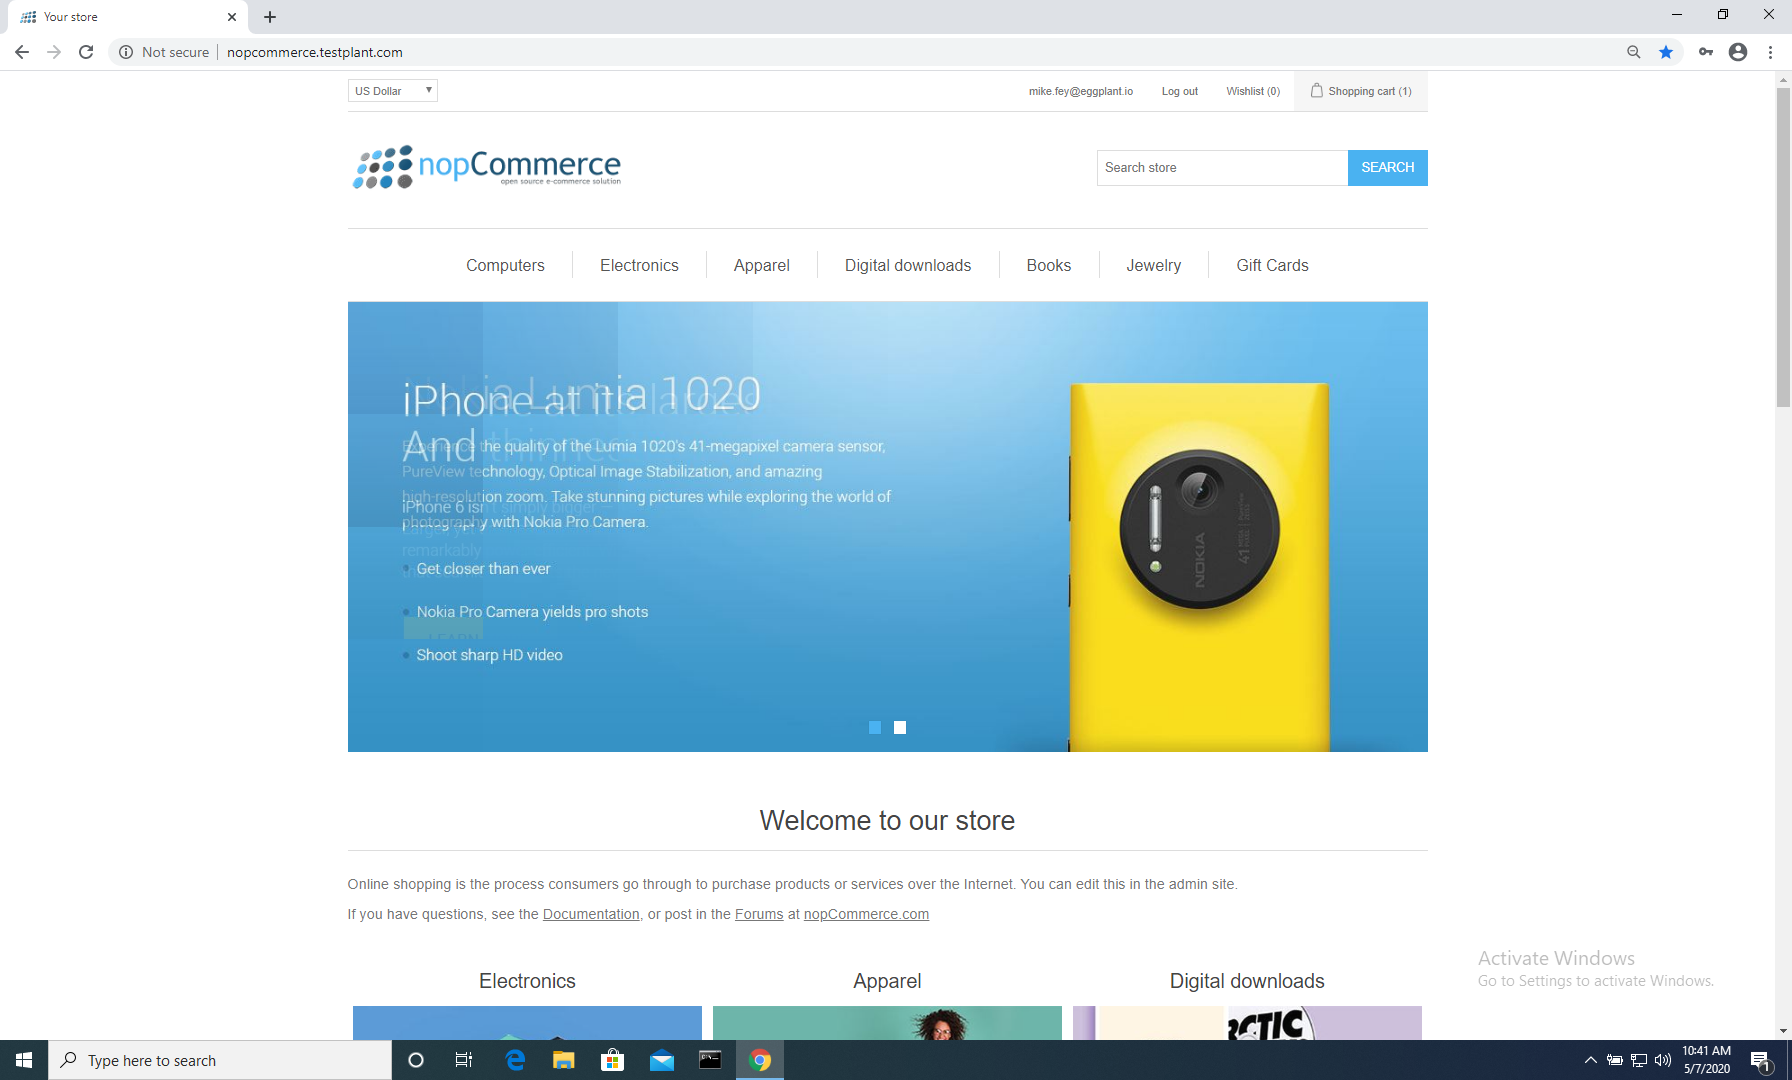 Your store
Not secure
nopcommerce.testplant.com
US Dollar
mike.fey@eggplant.io
Log out
Wishlist (0)
Shopping cart (1)
nopCommerce
open source e-commerce solution
Search store
SEARCH
Computers
Electronics
Apparel
Digital downloads
Books
Jewelry
Gift Cards
iPhone at it
Lumia 1020
And thinner
Experience the quality of the Lumia 1020's 41-megapixel camera sensor,
PureView technology, Optical Image Stabilization, and amazing
high-resolution zoom. Take stunning pictures while exploring the world of
iPhone 6 isn't simply bigger
photography with Nokia Pro Camera.
remarkably
Get closer than ever
Nokia Pro Camera yields pro shots
Shoot sharp HD video
NOKIA
Welcome to our store
Online shopping is the process consumers go through to purchase products or services over the Internet. You can edit this in the admin site.
If you have questions, see the Documentation, or post in the Forums at nopCommerce.com
Activate Windows
Go to Settings to activate Windows.
Electronics
Apparel
Digital downloads
Type here to search
10:41 AM
5/7/2020
1